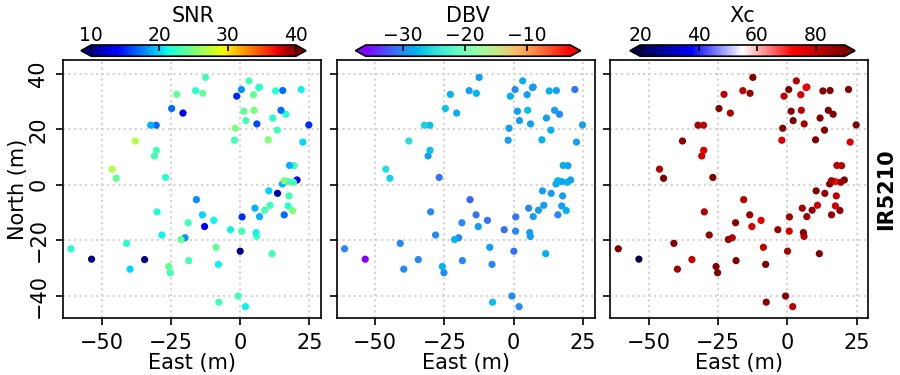 SNR DBV Xc
10 20 30 40 −30 −20 −10 20 40 60 80
40
20
0
−20
−40
North (m)
IR5210
−50 −25 0 25 −50 −25 0 25 −50 −25 0 25
East (m) East (m) East (m)